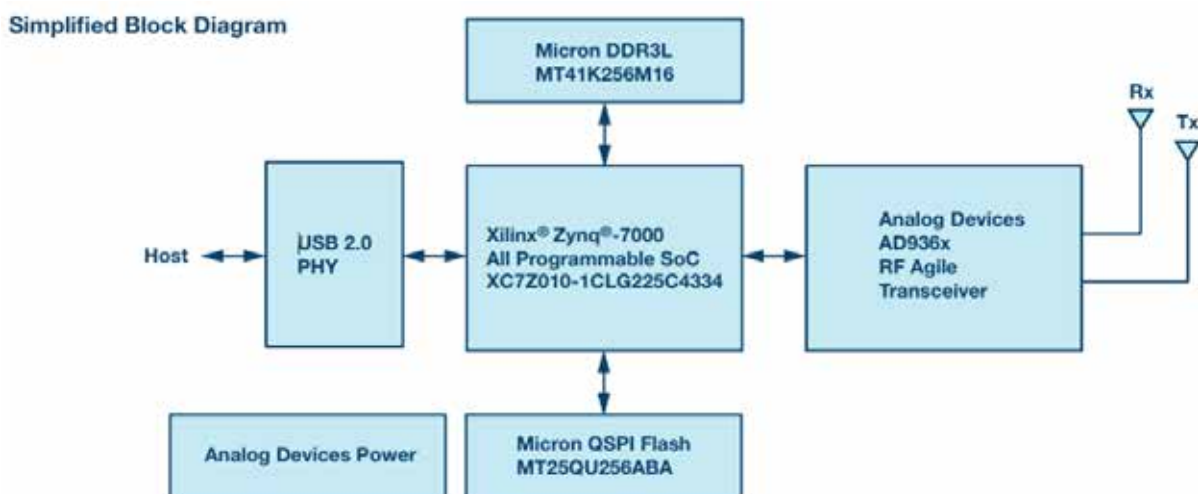 Simplified Block Diagram
Micron DDR3L
MT41K256M16
Rx
Tx
Host
USB 2.0
PHY
Xilinx® Zynq®-7000
All Programmable SoC
XC7Z010-1CLG225C4334
Analog Devices
AD936x
RF Agile
Transceiver
Analog Devices Power
Micron QSPI Flash
MT25QU256ABA